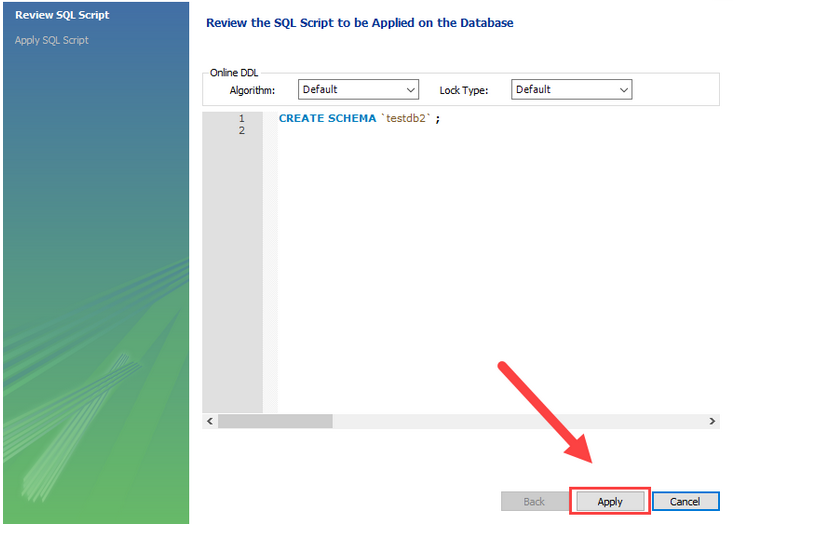 Review SQL Script
Apply SQL Script
Review the SQL Script to be Applied on the Database
Online DDL
Algorithm: Default Lock Type: Default
1 CREATE SCHEMA `testdb2` ;
2
Back Apply Cancel